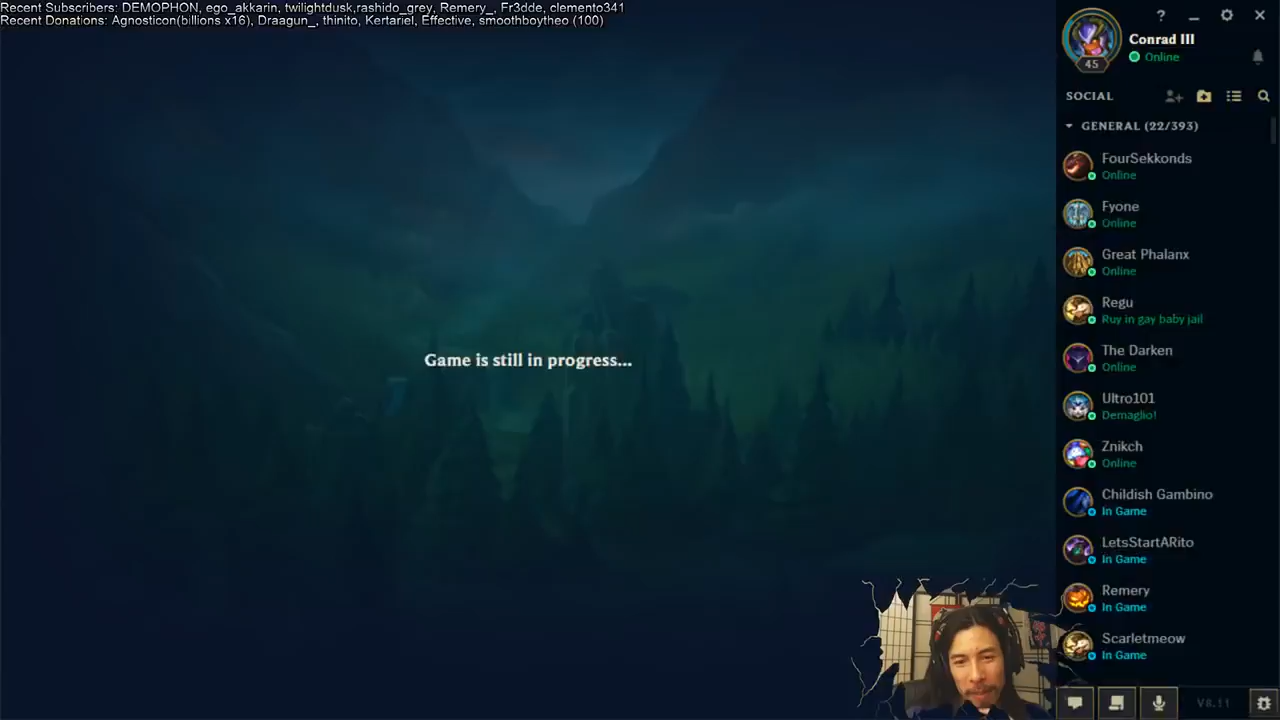 Recent Subscribers: DEMOPHON, ego_akkarin, twilightdusk,rashido_grey, Remery_, Fr3dde, clemento341
Recent Donations: Agnosticon(billions x16), Draagun_, thinito, Kertariel, Effective, smoothboytheo (100)
?
Conrad III
45
Online
SOCIAL
GENERAL (22/393)
FourSekkonds
Online
Fyone
Online
Great Phalanx
Online
Regu
Ruy in gay baby jail
Game is still in progress...
The Darken
Online
Ultro101
Demaglio!
Znikch
Online
Childish Gambino
In Game
LetsStartARito
In Game
Remery
In Game
Scarletmeow
In Game
V8.11